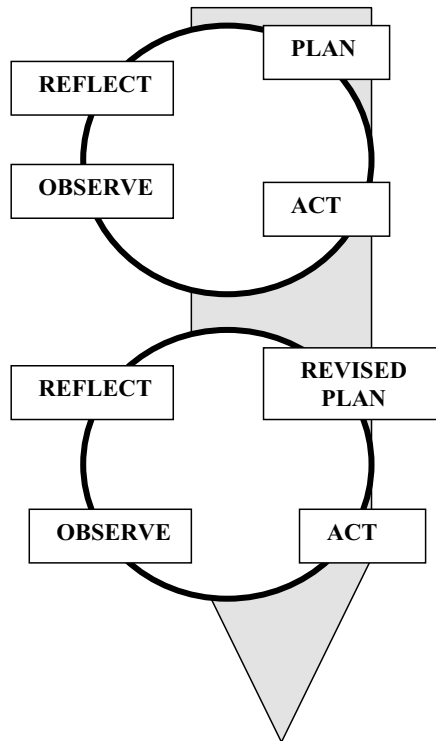 PLAN
REFLECT
OBSERVE
ACT
REFLECT
REVISED
PLAN
OBSERVE
ACT